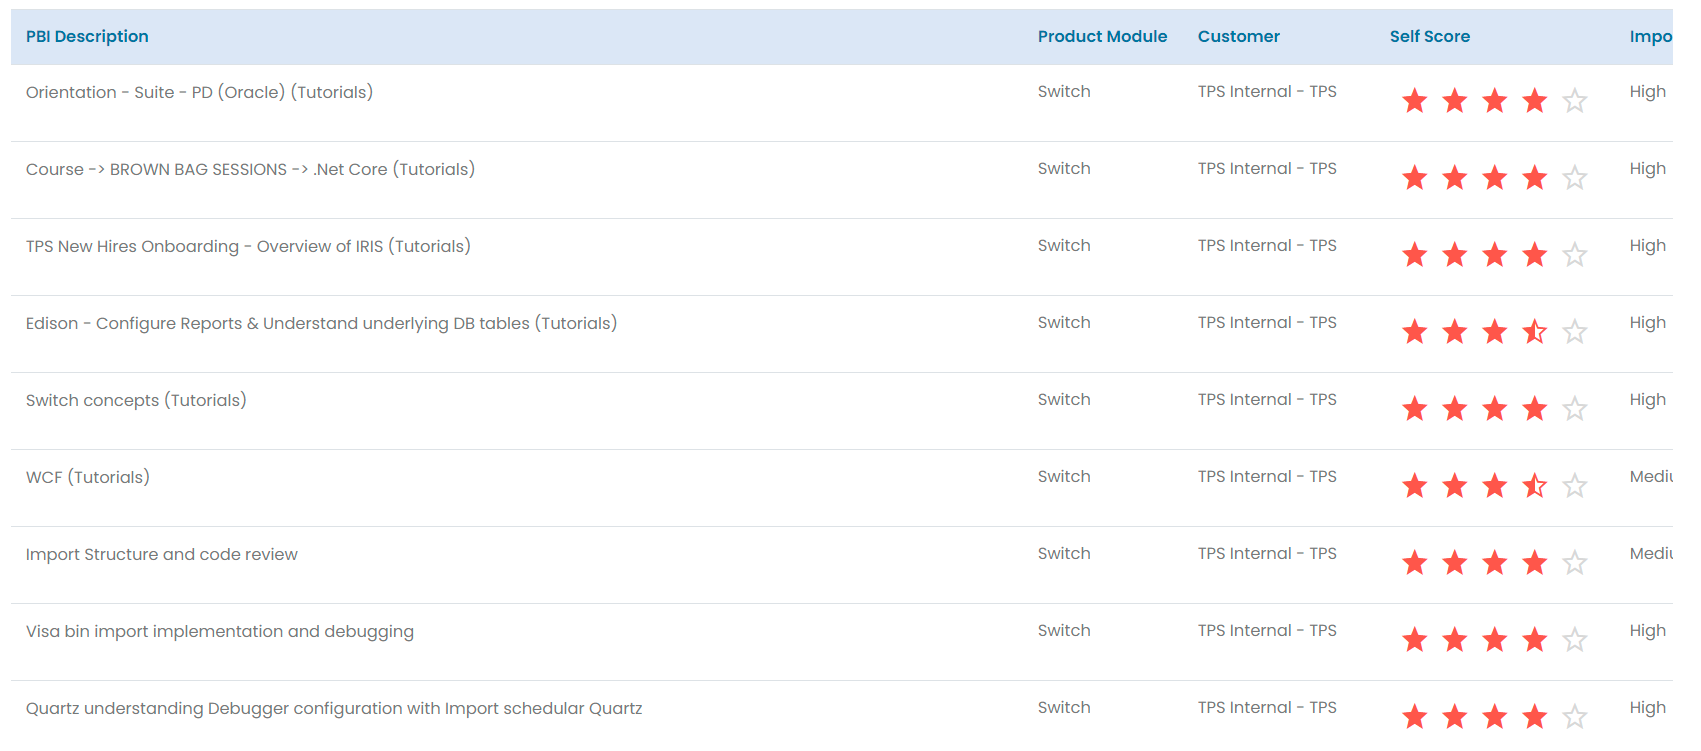 PBI Description Product Module Customer Self Score Impo
Orientation - Suite - PD (Oracle) (Tutorials) Switch TPS Internal - TPS High
Course -> BROWN BAG SESSIONS -> .Net Core (Tutorials) Switch TPS Internal - TPS High
TPS New Hires Onboarding - Overview of IRIS (Tutorials) Switch TPS Internal - TPS High
Edison - Configure Reports & Understand underlying DB tables (Tutorials) Switch TPS Internal - TPS High
Switch concepts (Tutorials) Switch TPS Internal - TPS High
WCF (Tutorials) Switch TPS Internal - TPS Mediu
Import Structure and code review Switch TPS Internal - TPS Mediu
Visa bin import implementation and debugging Switch TPS Internal - TPS High
Quartz understanding Debugger configuration with Import schedular Quartz Switch TPS Internal - TPS High